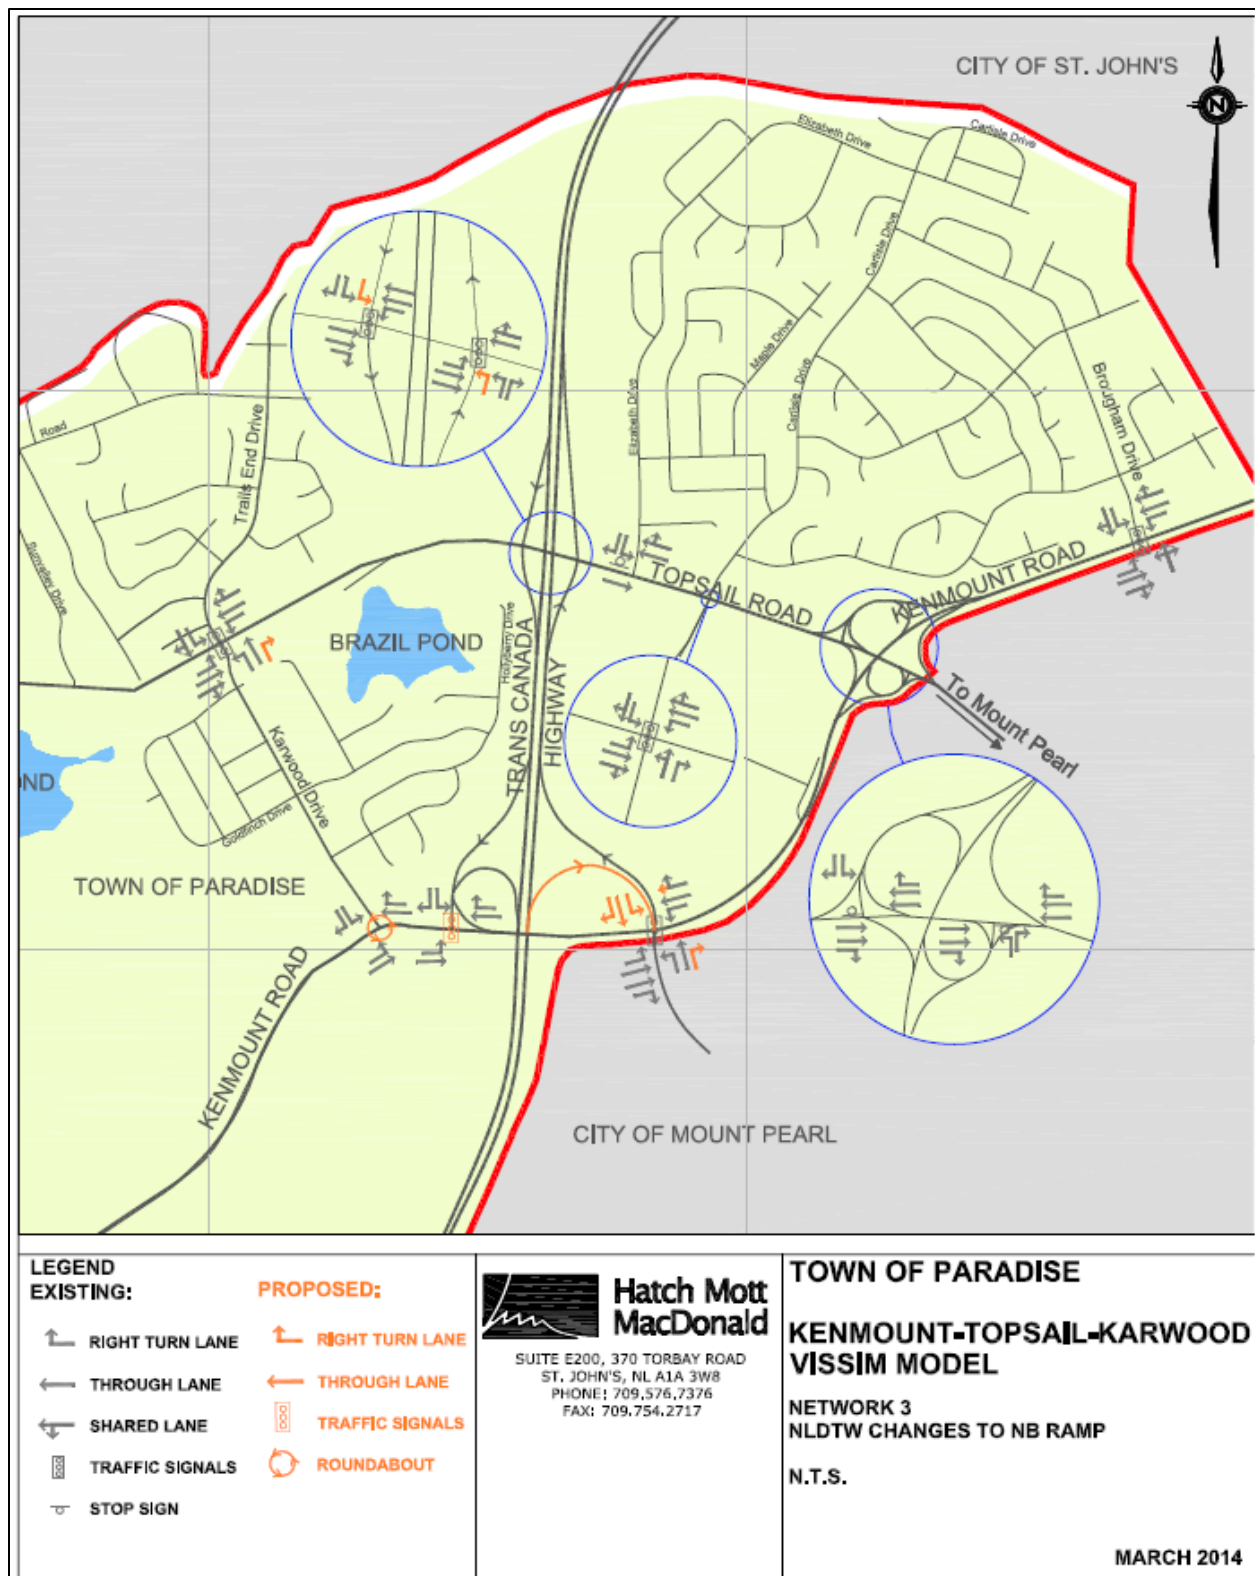 CITY OF ST. JOHN'S
N
Elizabeth Drive
Carlisle Drive
Carlisle Drive
Maple Drive
Carlisle Drive
Elizabeth Drive
Brougham Drive
Road
Trails End Drive
Sunvalley Drive
TOPSAIL ROAD
KENMOUNT ROAD
BRAZIL POND
Hollyberry Drive
TRANS CANADA
HIGHWAY
To Mount Pearl
Karwood Drive
Goldfinch Drive
OND
TOWN OF PARADISE
KENMOUNT ROAD
CITY OF MOUNT PEARL
LEGEND
EXISTING:
RIGHT TURN LANE
THROUGH LANE
SHARED LANE
TRAFFIC SIGNALS
STOP SIGN
PROPOSED:
RIGHT TURN LANE
THROUGH LANE
TRAFFIC SIGNALS
ROUNDABOUT
Hatch Mott
MacDonald
SUITE E200, 370 TORBAY ROAD
ST. JOHN'S, NL A1A 3W8
PHONE: 709.576.7376
FAX: 709.754.2717
TOWN OF PARADISE
KENMOUNT-TOPSAIL-KARWOOD
VISSIM MODEL
NETWORK 3
NLDTW CHANGES TO NB RAMP
N.T.S.
MARCH 2014